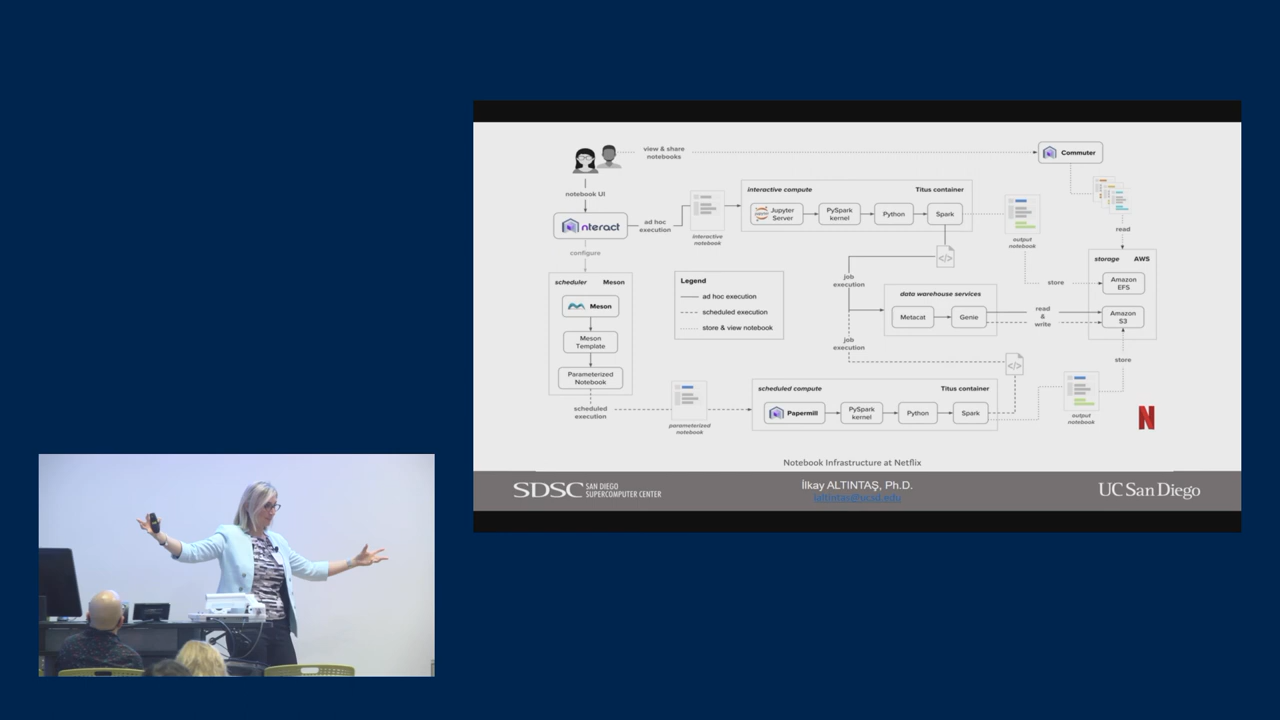 view & share
notebooks
Commuter
notebook UI
nteract
ad hoc
execution
interactive
notebook
interactive compute
Titus container
Jupyter
Server
PySpark
kernel
Python
Spark
output
notebook
read
configure
scheduler
Meson
Meson
Meson
Template
Parameterized
Notebook
scheduled
execution
Legend
ad hoc execution
scheduled execution
store & view notebook
</>
job
execution
data warehouse services
Metacat
Genie
read
&
write
store
storage
AWS
Amazon
EFS
Amazon
S3
job
execution
</>
store
parameterized
notebook
scheduled compute
Titus container
Papermill
PySpark
kernel
Python
Spark
output
notebook
N
Notebook Infrastructure at Netflix
SDSC SAN DIEGO
SUPERCOMPUTER CENTER
İlkay ALTINTAŞ, Ph.D.
ialtintas@ucsd.edu
UC San Diego